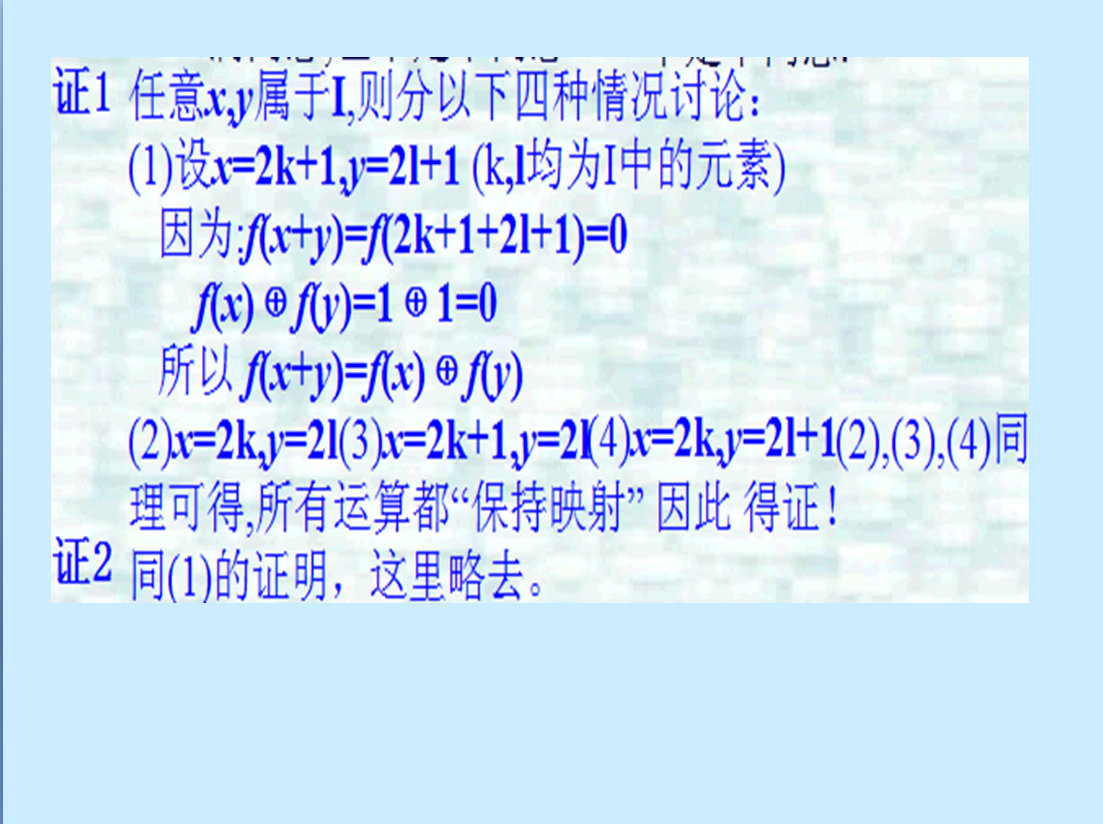 证1 任意x,y属于I,则分以下四种情况讨论：
(1)设x=2k+1,y=2l+1 (k,l均为I中的元素)
因为:f(x+y)=f(2k+1+2l+1)=0
f(x)⊕f(y)=1⊕1=0
所以 f(x+y)=f(x)⊕f(y)
(2)x=2k,y=2l(3)x=2k+1,y=2l(4)x=2k,y=2l+1(2),(3),(4)同
理可得,所有运算都“保持映射” 因此 得证！
证2 同(1)的证明，这里略去。